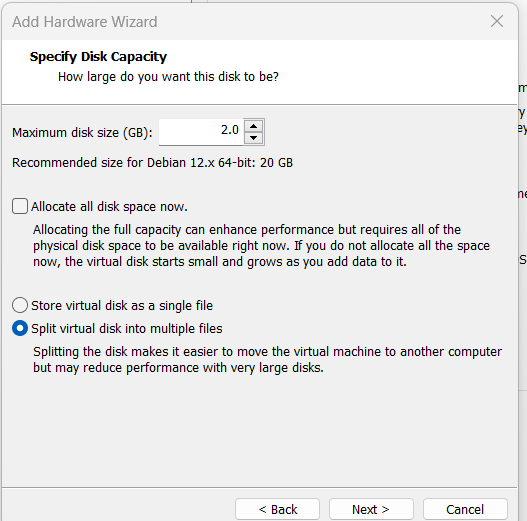 Add Hardware Wizard
Specify Disk Capacity
How large do you want this disk to be?
Maximum disk size (GB): 2.0
Recommended size for Debian 12.x 64-bit: 20 GB
Allocate all disk space now.
Allocating the full capacity can enhance performance but requires all of the
physical disk space to be available right now. If you do not allocate all the space
now, the virtual disk starts small and grows as you add data to it.
Store virtual disk as a single file
Split virtual disk into multiple files
Splitting the disk makes it easier to move the virtual machine to another computer
but may reduce performance with very large disks.
< Back
Next >
Cancel